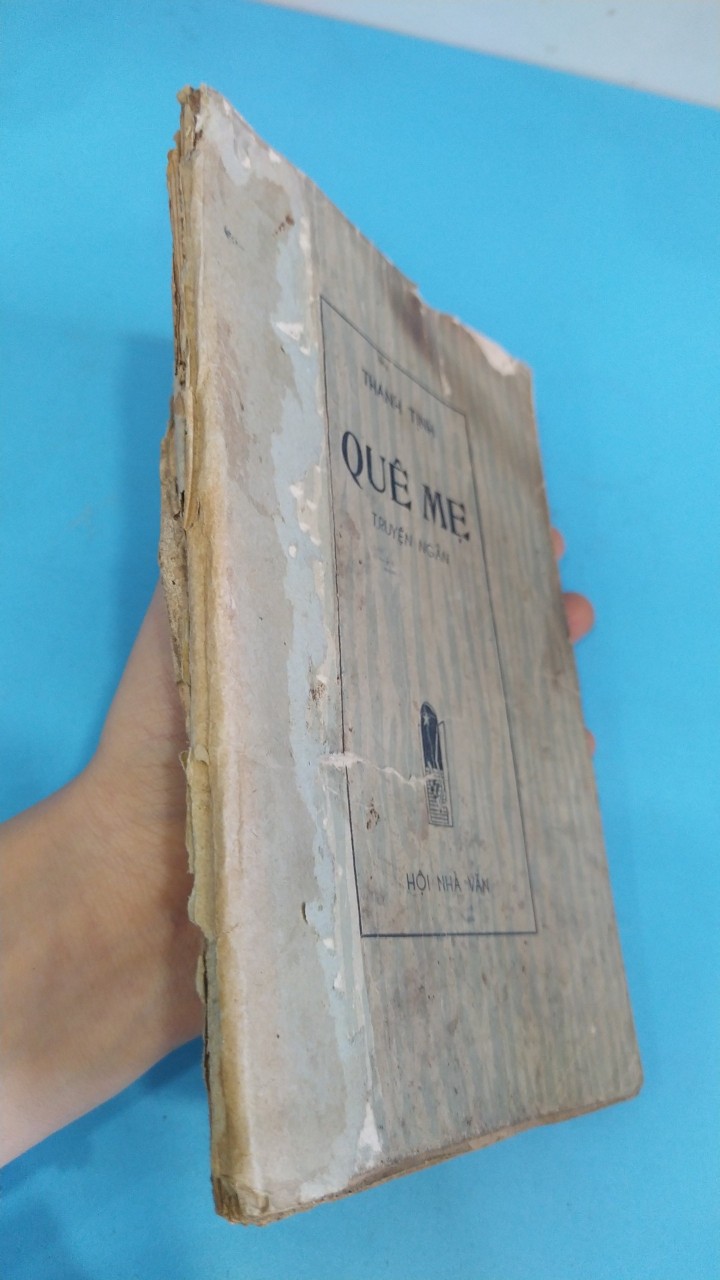 THANH TỊNH
QUÊ MẸ
TRUYỆN NGẮN
HỘI NHÀ VĂN